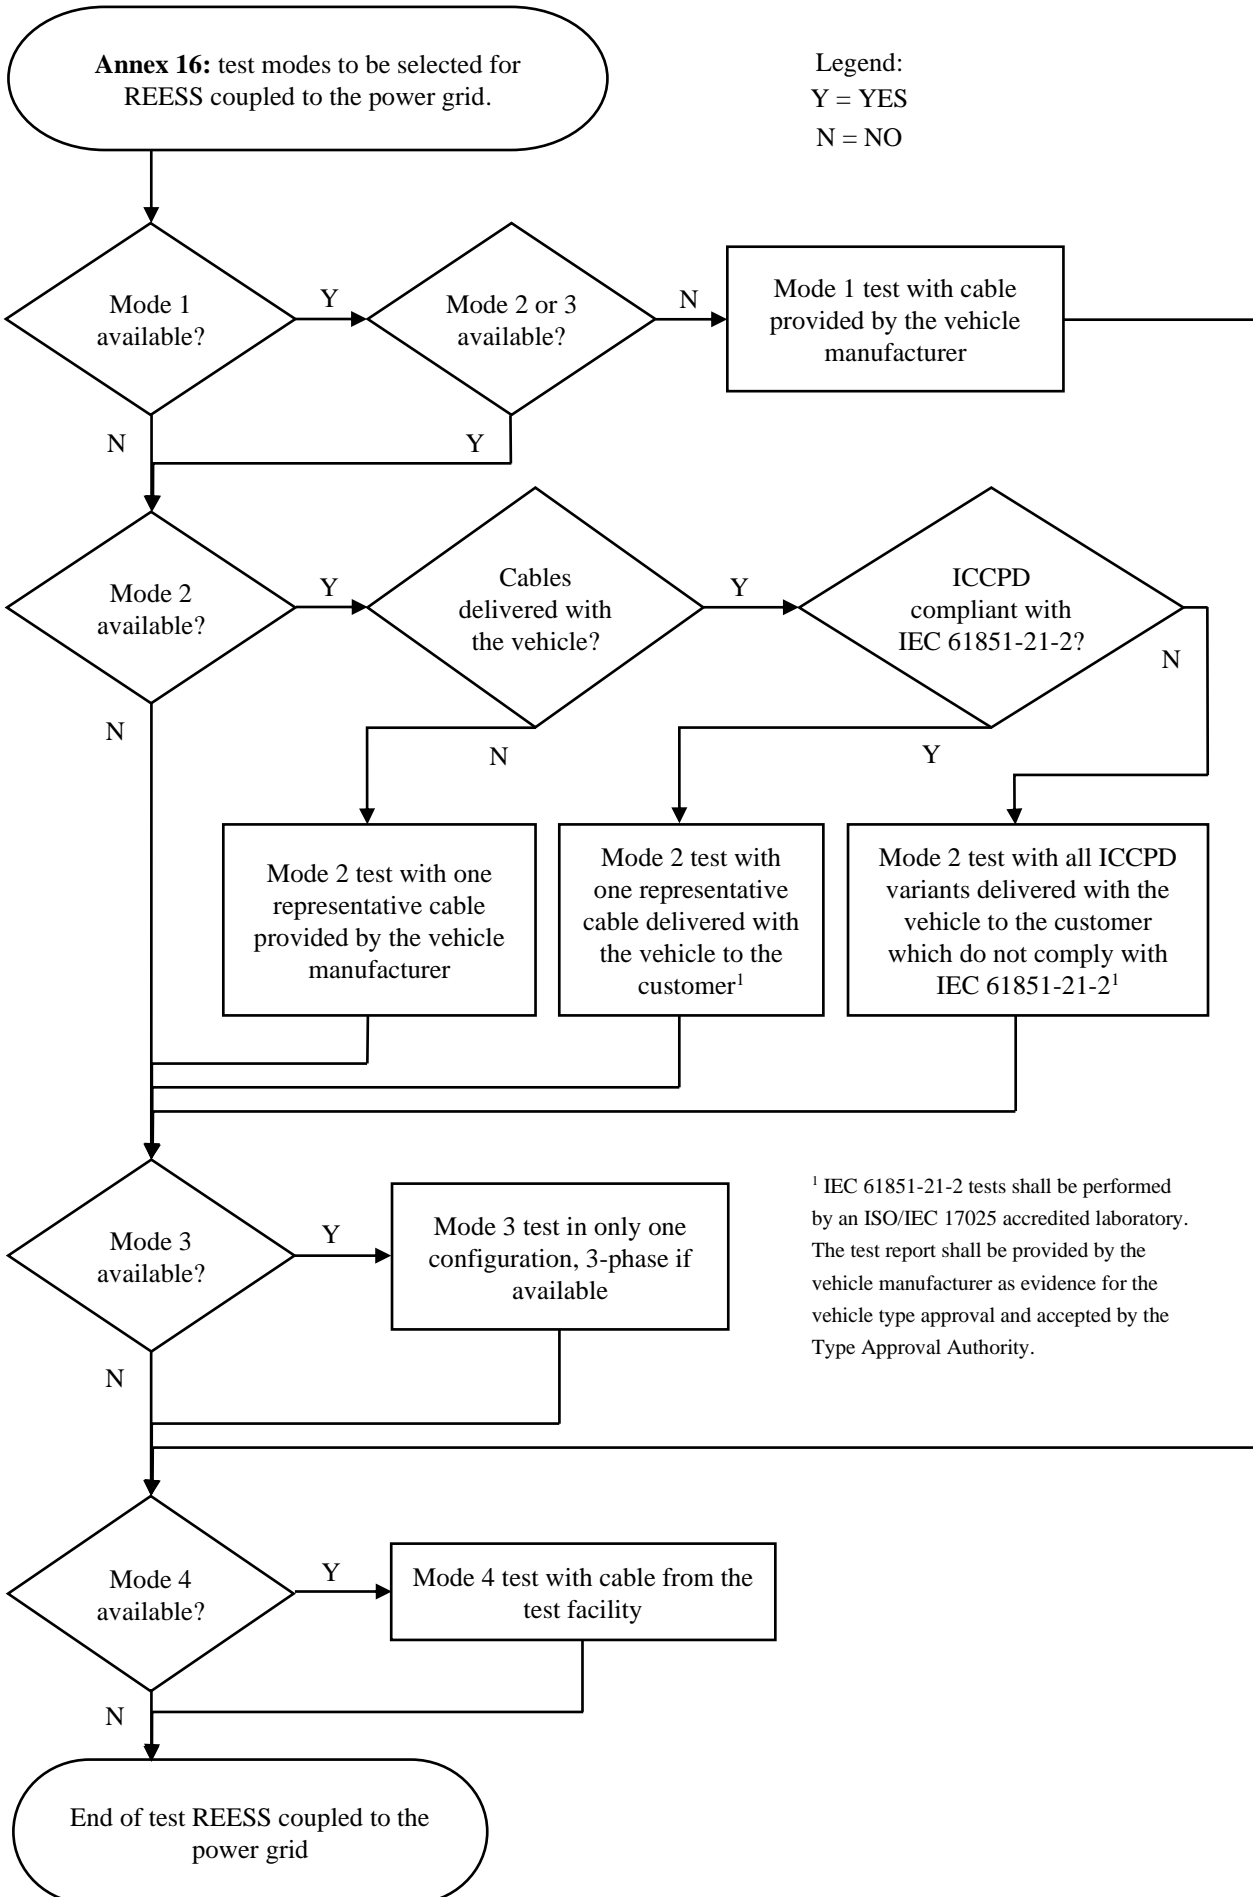 Annex 16: test modes to be selected for
REESS coupled to the power grid.
Legend:
Y = YES
N = NO
Mode 1
available?
Y
Mode 2 or 3
available?
N
Mode 1 test with cable
provided by the vehicle
manufacturer
N
Y
Mode 2
available?
Y
Cables
delivered with
the vehicle?
Y
ICCPD
compliant with
IEC 61851-21-2?
N
N
N
Y
Mode 2 test with one
representative cable
provided by the vehicle
manufacturer
Mode 2 test with
one representative
cable delivered with
the vehicle to the
customer¹
Mode 2 test with all ICCPD
variants delivered with the
vehicle to the customer
which do not comply with
IEC 61851-21-2¹
Mode 3
available?
Y
Mode 3 test in only one
configuration, 3-phase if
available
¹ IEC 61851-21-2 tests shall be performed
by an ISO/IEC 17025 accredited laboratory.
The test report shall be provided by the
vehicle manufacturer as evidence for the
vehicle type approval and accepted by the
Type Approval Authority.
N
Mode 4
available?
Y
Mode 4 test with cable from the
test facility
N
End of test REESS coupled to the
power grid